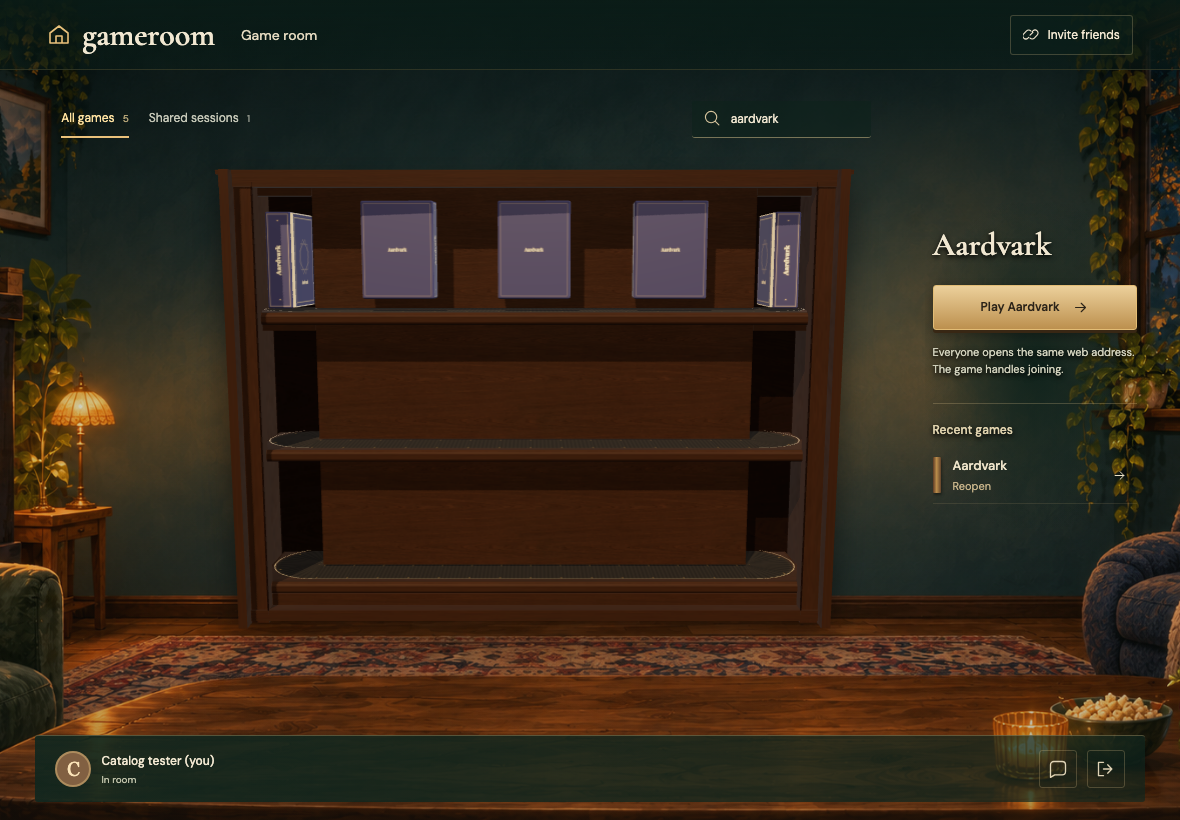 gameroom
Game room
Invite friends
All games 5
Shared sessions 1
aardvark
Aardvark
Aardvark
Aardvark
Aardvark
Aardvark
Aardvark
Play Aardvark
Everyone opens the same web address.
The game handles joining.
Recent games
Aardvark
Reopen
C
Catalog tester (you)
In room